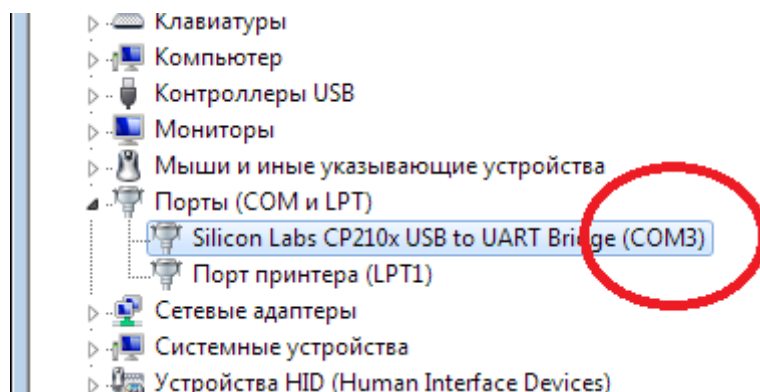 Клавиатуры
Компьютер
Контроллеры USB
Мониторы
Мыши и иные указывающие устройства
Порты (COM и LPT)
Silicon Labs CP210x USB to UART Bridge (COM3)
Порт принтера (LPT1)
Сетевые адаптеры
Системные устройства
Устройства HID (Human Interface Devices)